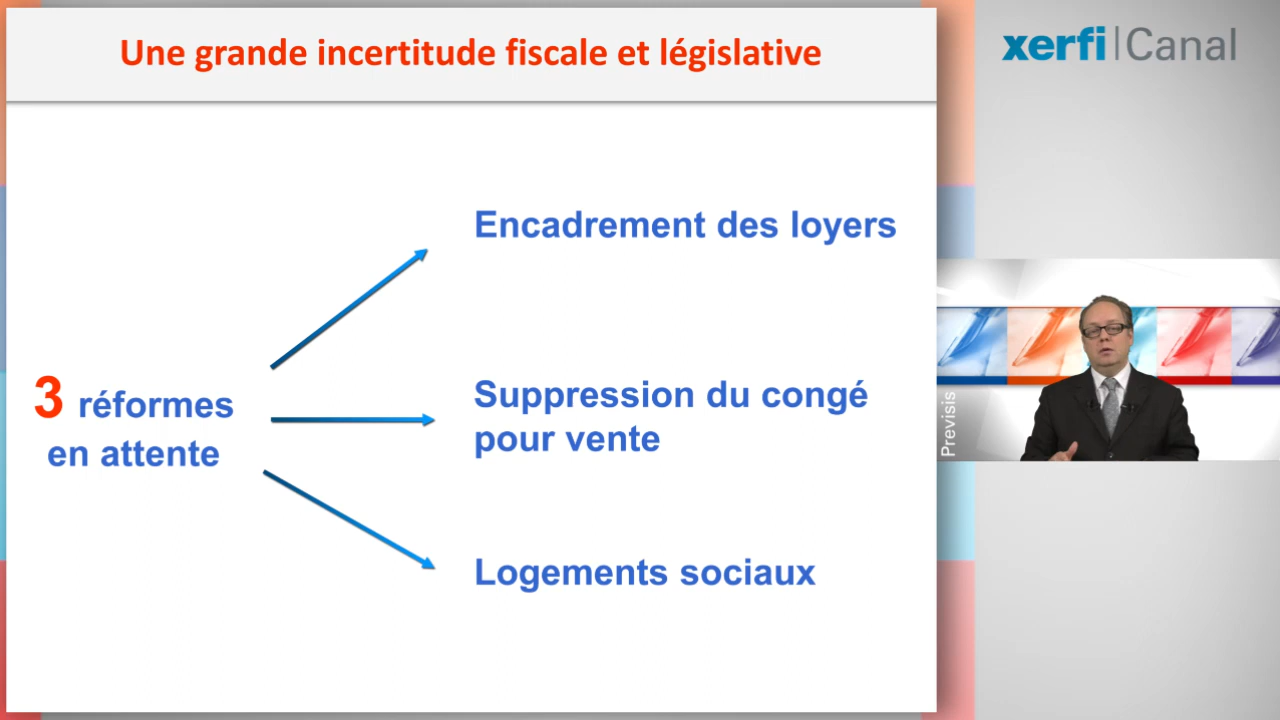 Une grande incertitude fiscale et législative
xerfi Canal
Encadrement des loyers
3 réformes
en attente
Suppression du congé
pour vente
Logements sociaux
Previsis